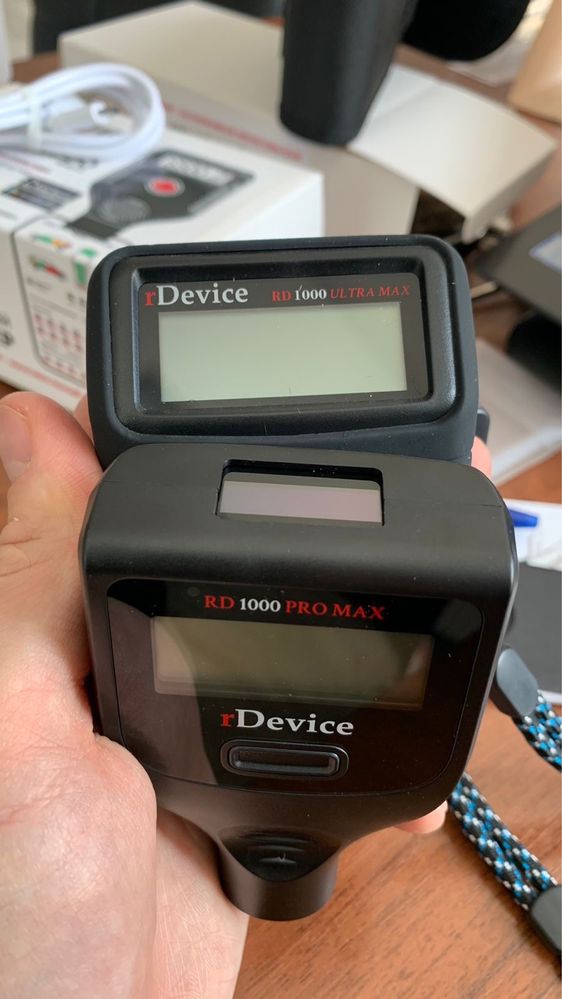 rDevice RD 1000 ULTRA MAX
RD 1000 PRO MAX
rDevice